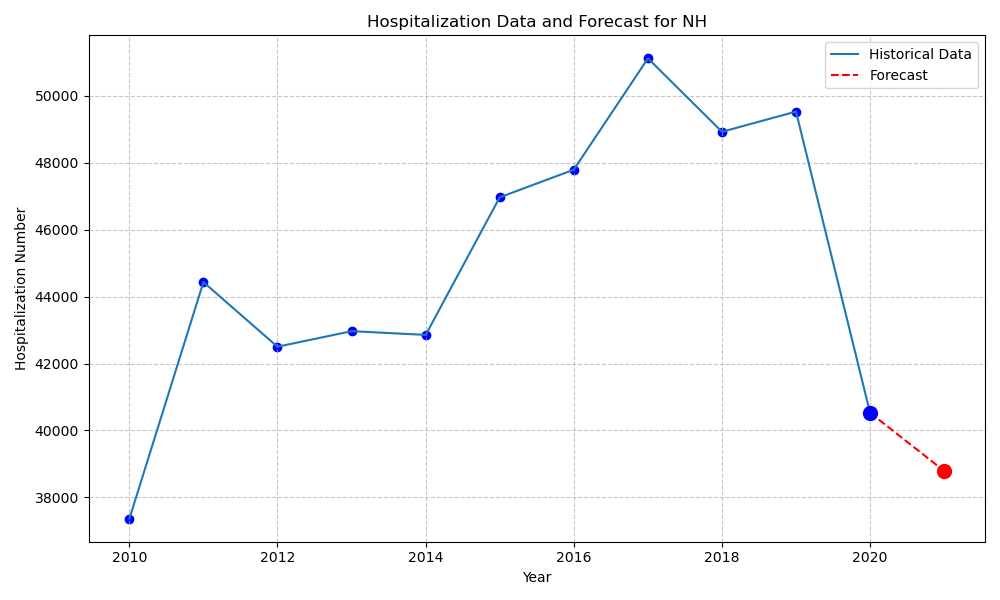 Hospitalization Data and Forecast for NH
Historical Data
Forecast
Hospitalization Number
50000
48000
46000
44000
42000
40000
38000
2010
2012
2014
2016
2018
2020
Year